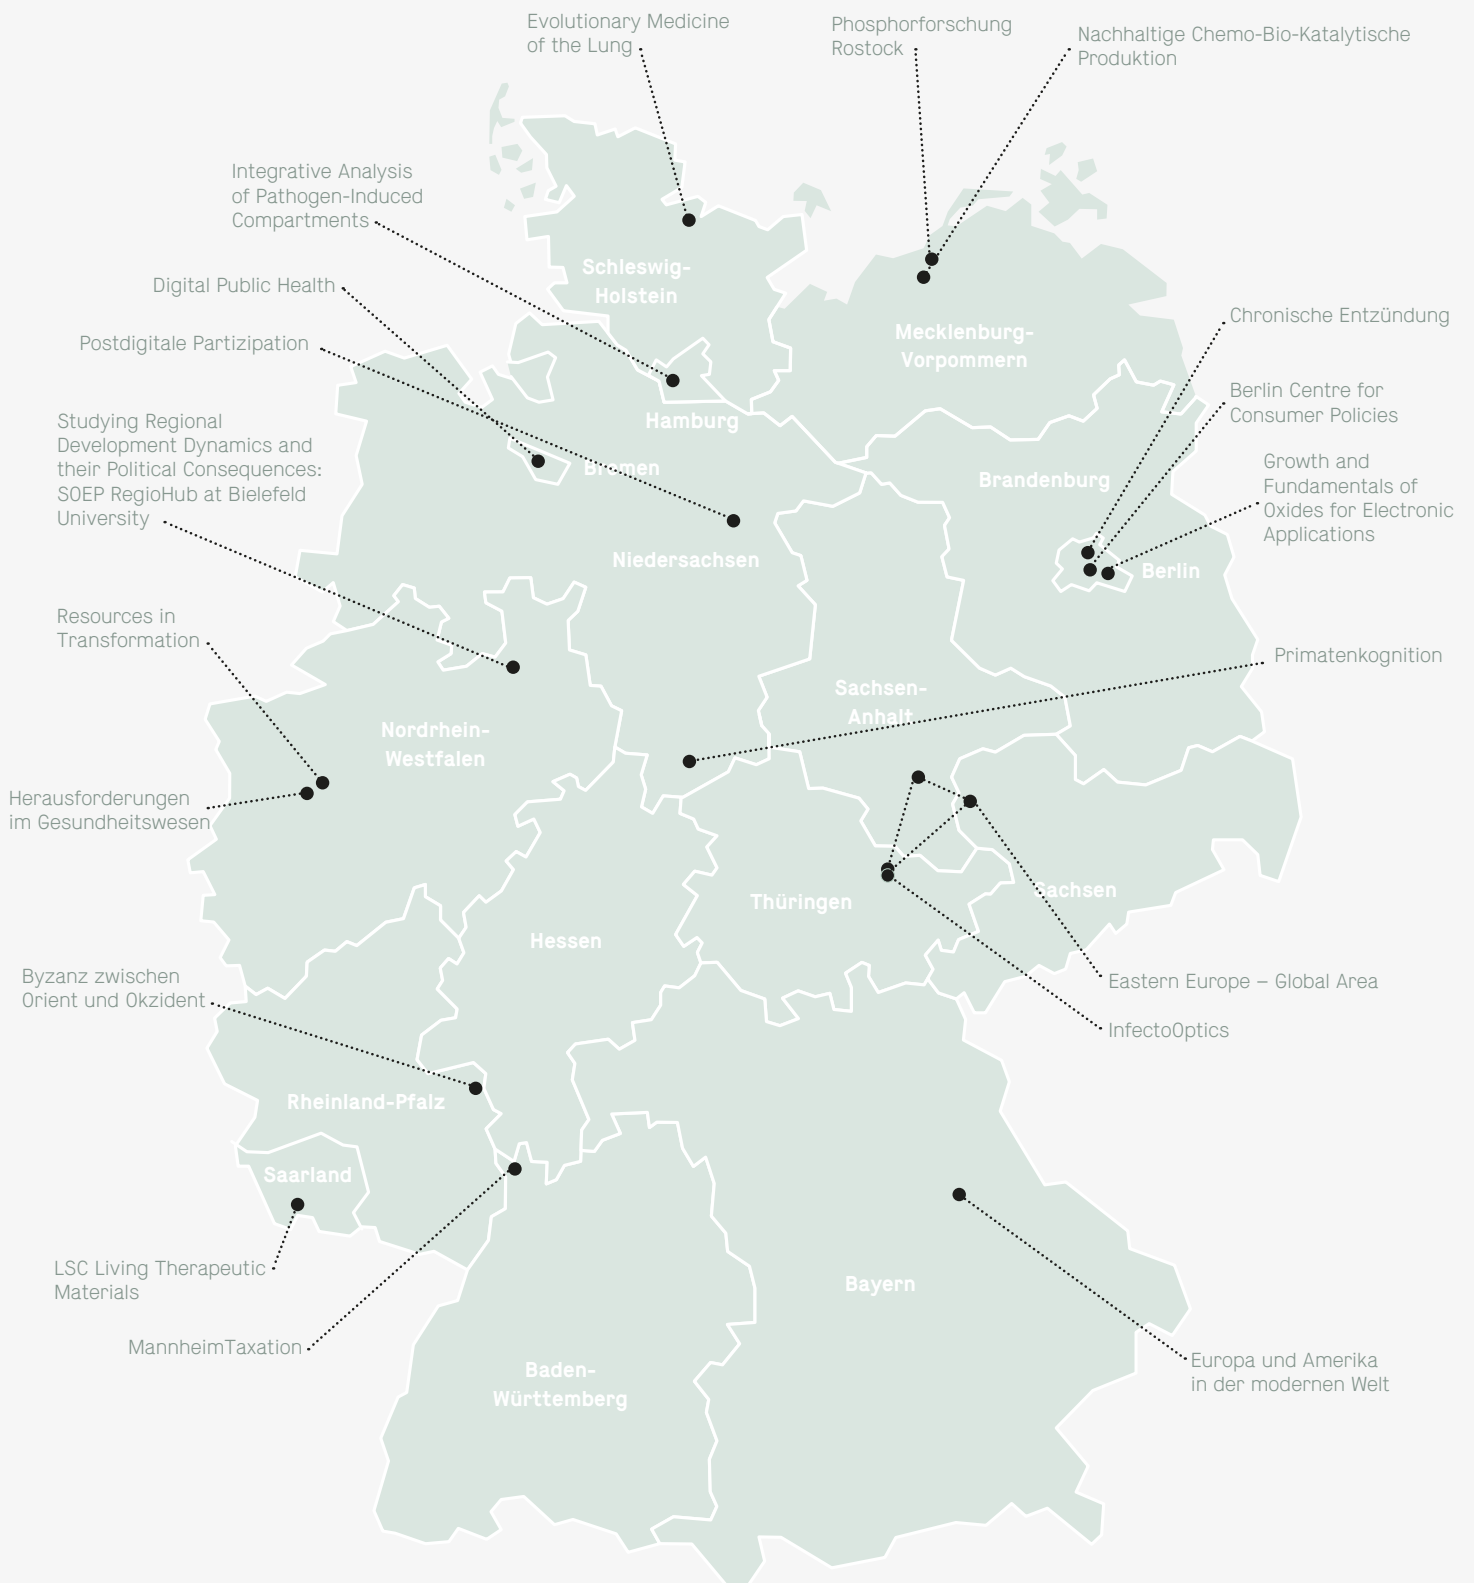 Evolutionary Medicine
of the Lung
Phosphorforschung
Rostock
Nachhaltige Chemo-Bio-Katalytische
Produktion
Integrative Analysis
of Pathogen-Induced
Compartments
Digital Public Health
Postdigitale Partizipation
Studying Regional
Development Dynamics and
their Political Consequences:
SOEP RegioHub at Bielefeld
University
Resources in
Transformation
Herausforderungen
im Gesundheitswesen
Byzanz zwischen
Orient und Okzident
LSC Living Therapeutic
Materials
MannheimTaxation
Chronische Entzündung
Berlin Centre for
Consumer Policies
Growth and
Fundamentals of
Oxides for Electronic
Applications
Primatenkognition
Eastern Europe – Global Area
InfectoOptics
Europa und Amerika
in der modernen Welt
Schleswig-
Holstein
Mecklenburg-
Vorpommern
Hamburg
Bremen
Brandenburg
Niedersachsen
Berlin
Sachsen-
Anhalt
Nordrhein-
Westfalen
Sachsen
Thüringen
Hessen
Rheinland-Pfalz
Saarland
Bayern
Baden-
Württemberg